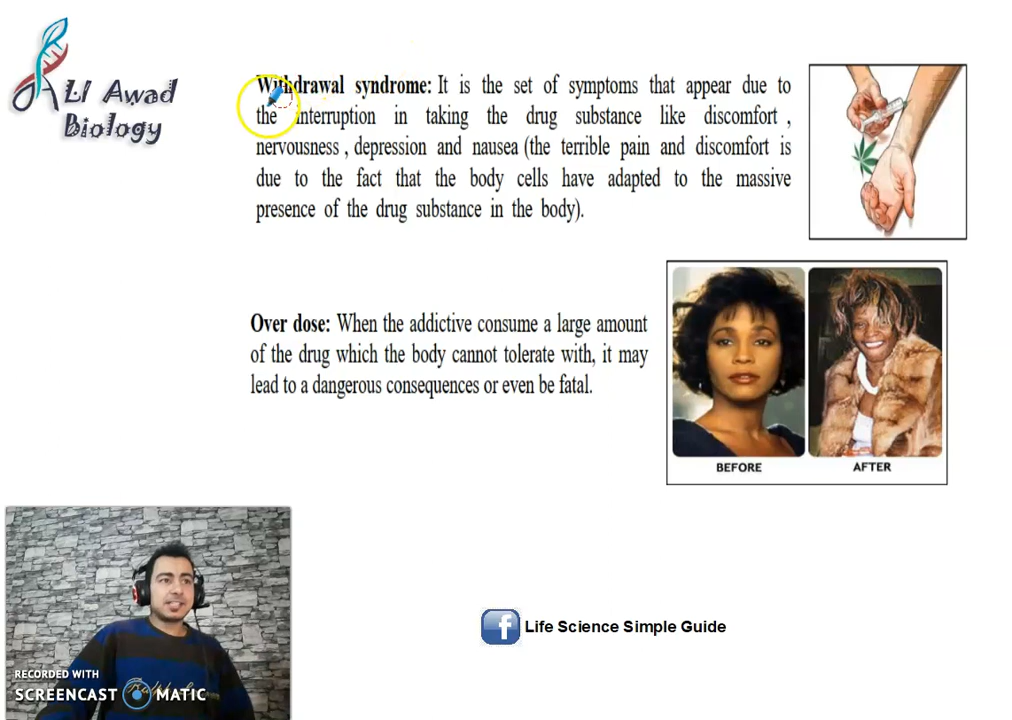 ALI Awad
Biology
Withdrawal syndrome: It is the set of symptoms that appear due to
the interruption in taking the drug substance like discomfort ,
nervousness , depression and nausea (the terrible pain and discomfort is
due to the fact that the body cells have adapted to the massive
presence of the drug substance in the body).
Over dose: When the addictive consume a large amount
of the drug which the body cannot tolerate with, it may
lead to a dangerous consequences or even be fatal.
BEFORE
AFTER
Life Science Simple Guide
RECORDED WITH
SCREENCAST MATIC